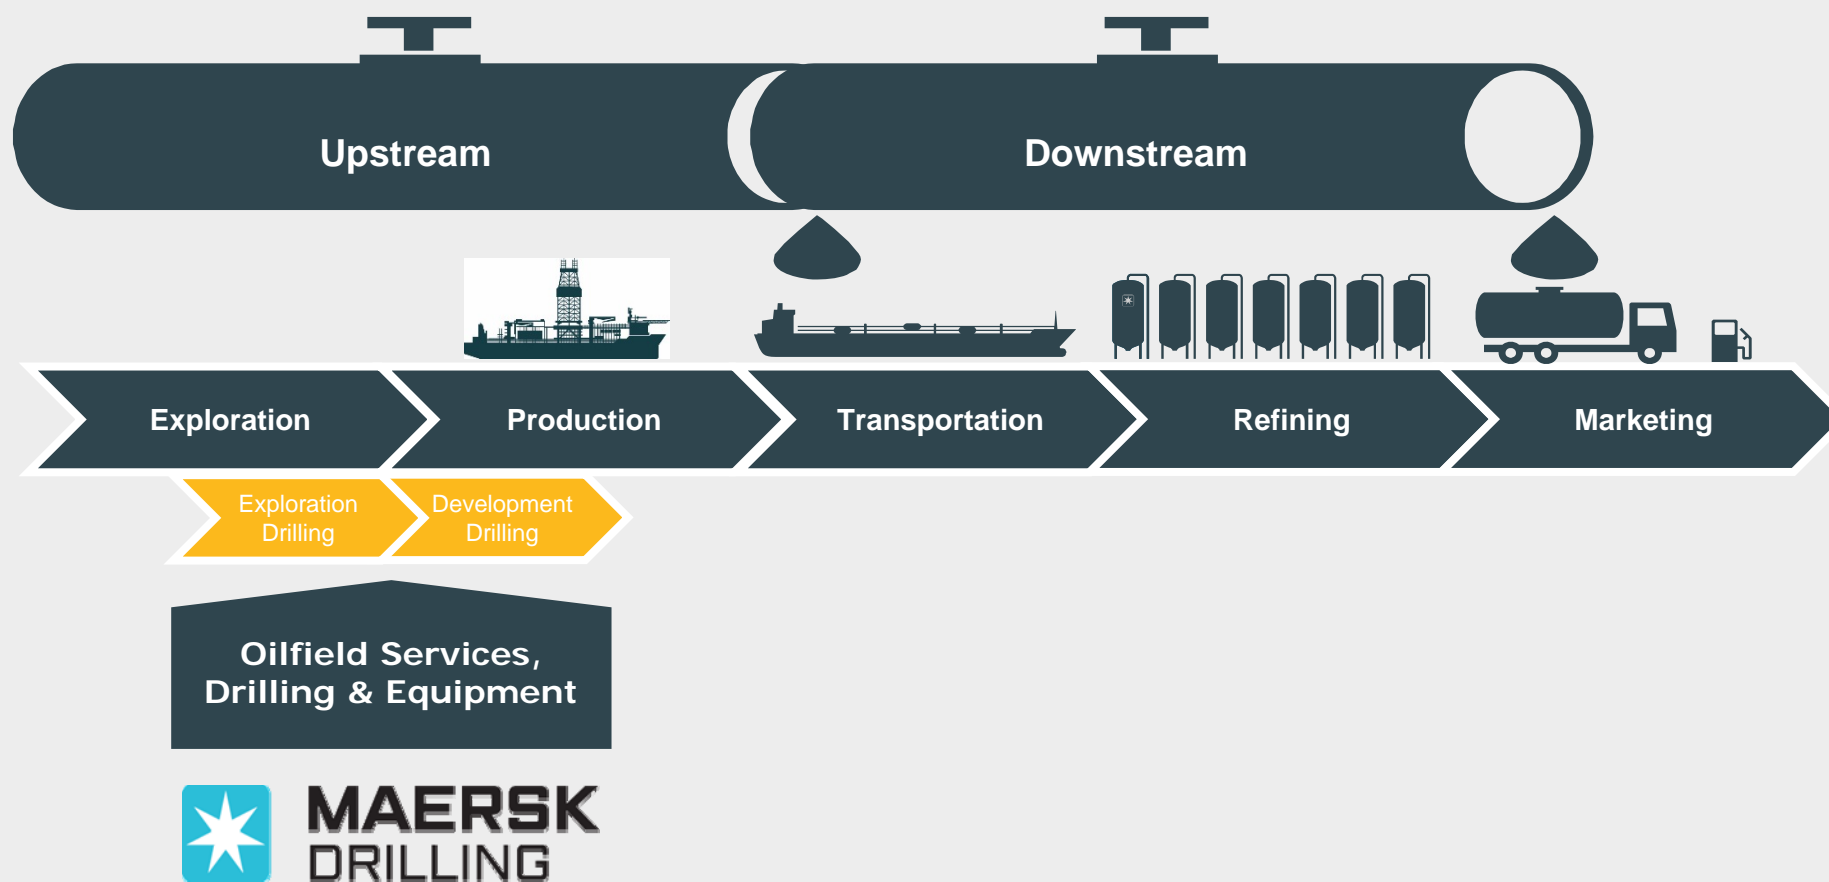 Upstream
Downstream
Exploration
Production
Transportation
Refining
Marketing
Exploration
Drilling
Development
Drilling
Oilfield Services,
Drilling & Equipment
MAERSK
DRILLING